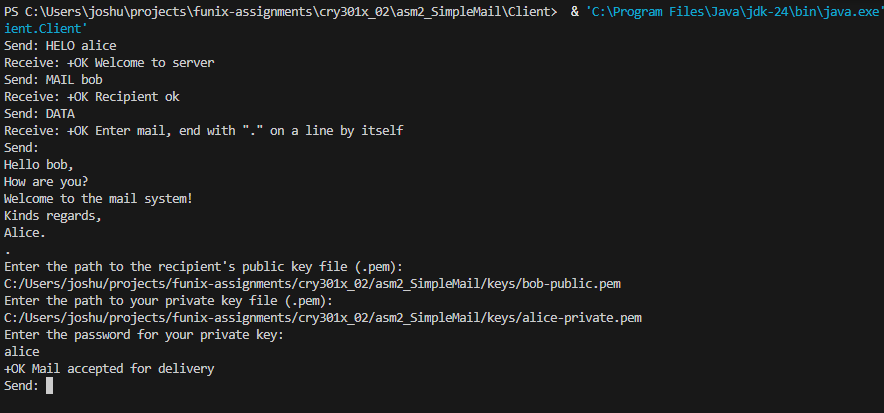 PS C:\Users\joshu\projects\funix-assignments\cry301x_02\asm2_SimpleMail\Client>  & 'C:\Program Files\Java\jdk-24\bin\java.exe'
ient.Client'
Send: HELO alice
Receive: +OK Welcome to server
Send: MAIL bob
Receive: +OK Recipient ok
Send: DATA
Receive: +OK Enter mail, end with "." on a line by itself
Send:
Hello bob,
How are you?
Welcome to the mail system!
Kinds regards,
Alice.
.
Enter the path to the recipient's public key file (.pem):
C:/Users/joshu/projects/funix-assignments/cry301x_02/asm2_SimpleMail/keys/bob-public.pem
Enter the path to your private key file (.pem):
C:/Users/joshu/projects/funix-assignments/cry301x_02/asm2_SimpleMail/keys/alice-private.pem
Enter the password for your private key:
alice
+OK Mail accepted for delivery
Send: